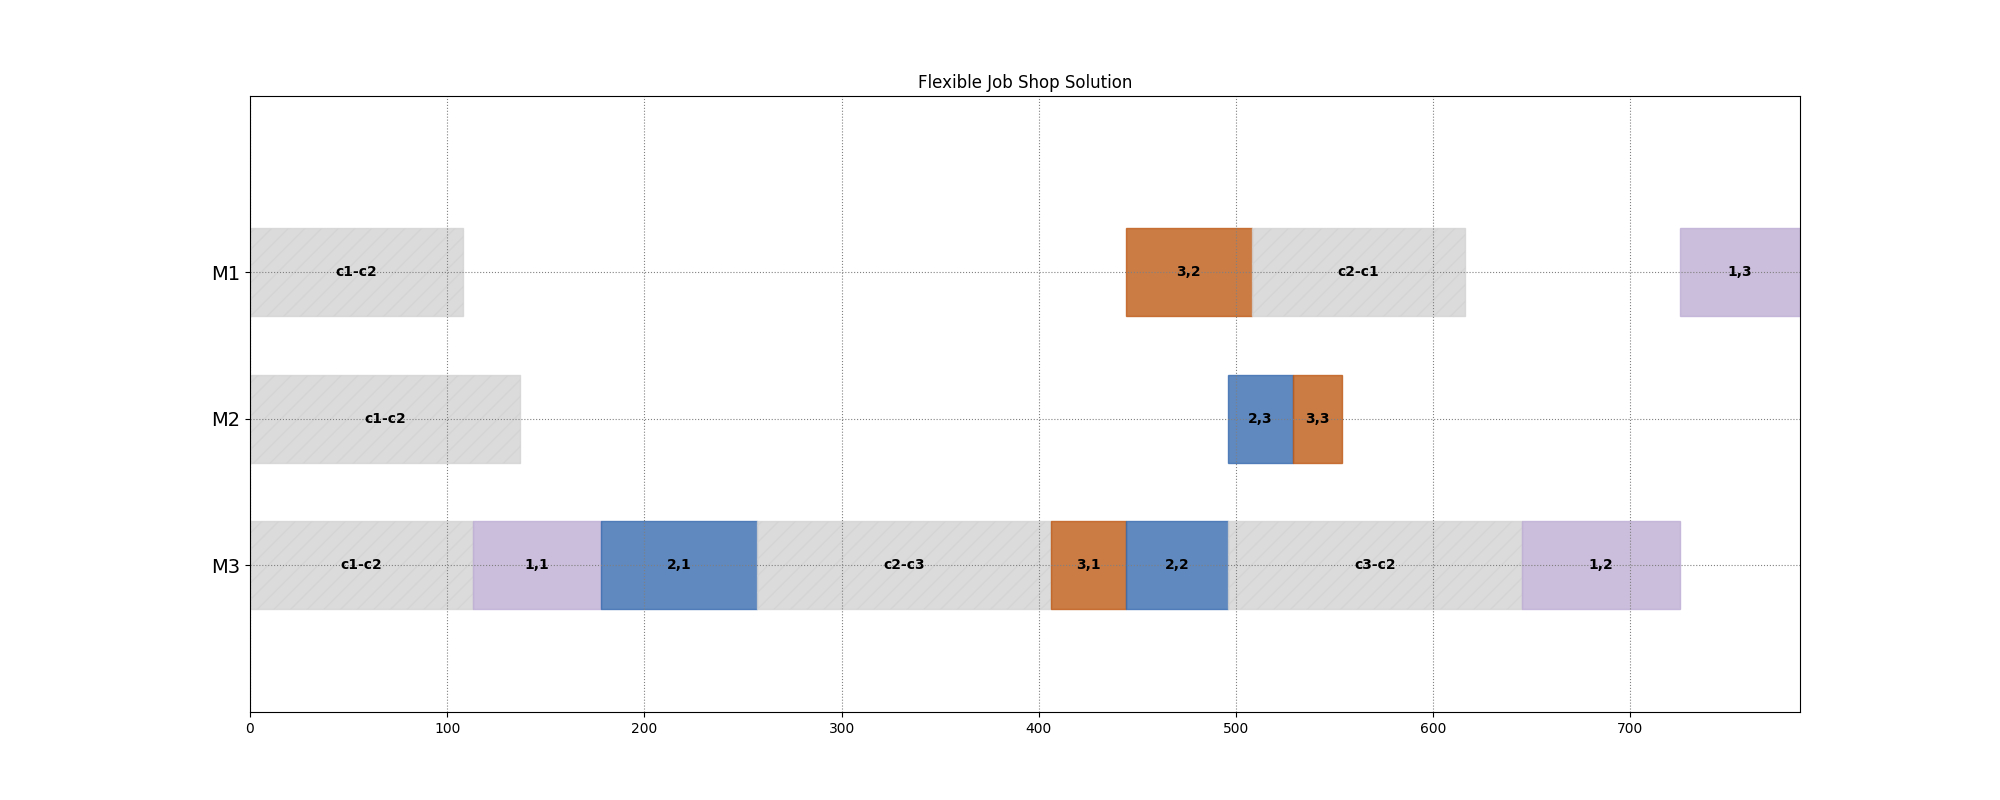 Flexible Job Shop Solution
M1 c1-c2 3,2 c2-c1 1,3
M2 c1-c2 2,3 3,3
M3 c1-c2 1,1 2,1 c2-c3 3,1 2,2 c3-c2 1,2
0 100 200 300 400 500 600 700